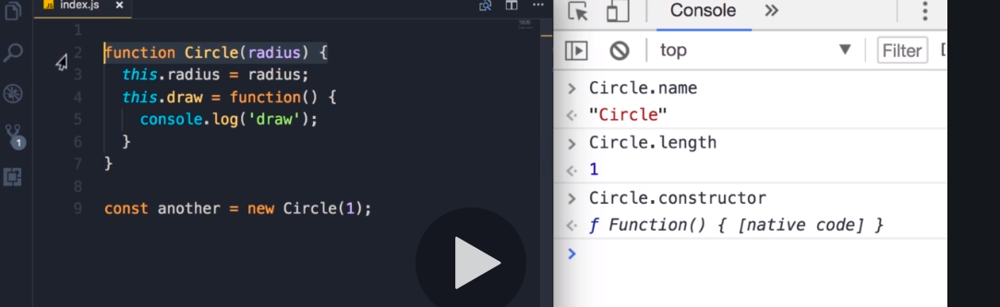 index.js ×
Console »
top
Filter
1
2 function Circle(radius) {
3 this.radius = radius;
4 this.draw = function() {
5 console.log('draw');
6 }
7 }
8
9 const another = new Circle(1);
1
> Circle.name
"Circle"
> Circle.length
1
> Circle.constructor
ƒ Function() { [native code] }
>